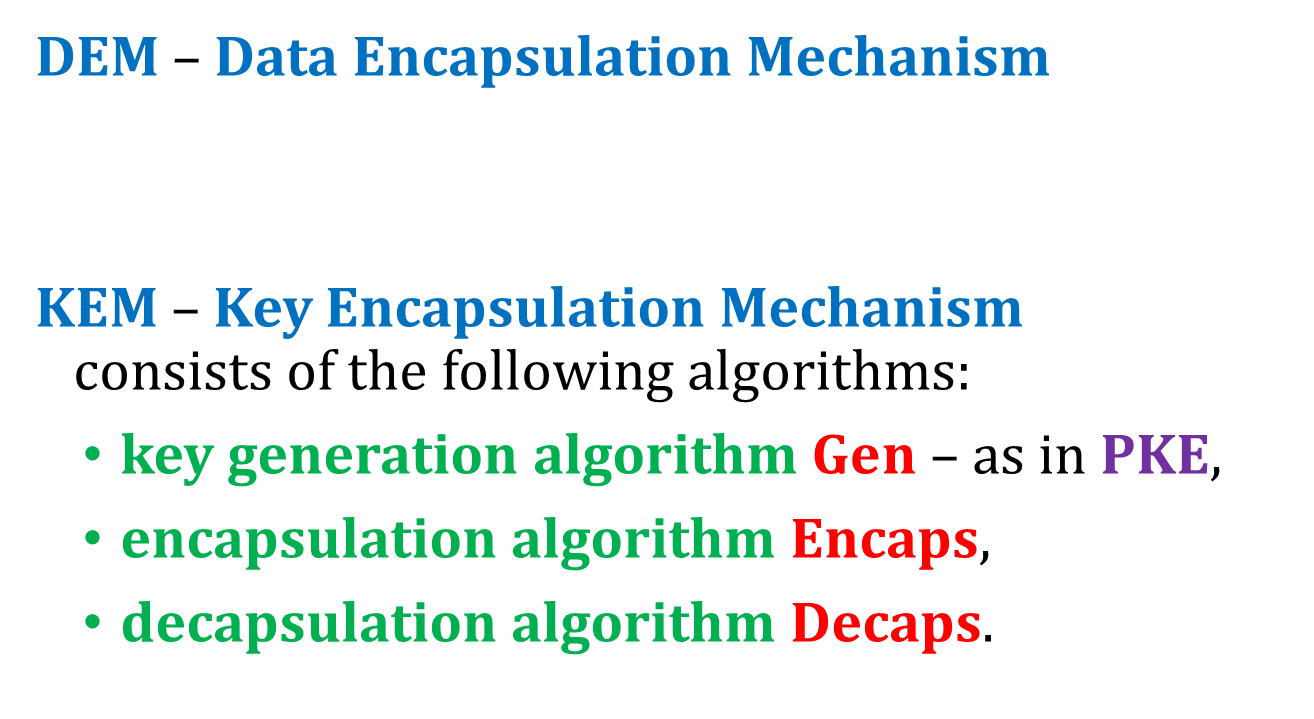 DEM – Data Encapsulation Mechanism
KEM – Key Encapsulation Mechanism
consists of the following algorithms:
• key generation algorithm Gen – as in PKE,
• encapsulation algorithm Encaps,
• decapsulation algorithm Decaps.